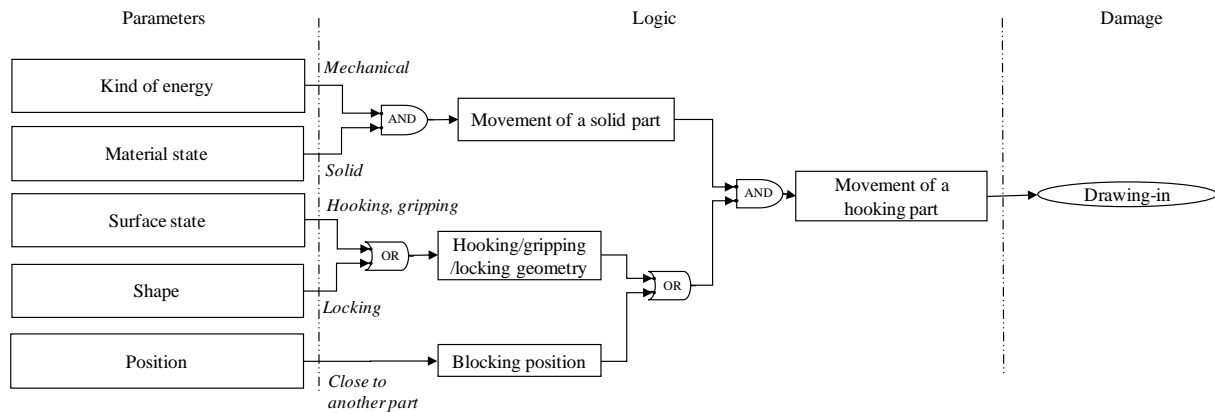 Parameters
Logic
Damage
Kind of energy
Mechanical
AND
Movement of a solid part
Material state
Solid
Surface state
Hooking, gripping
OR
Hooking/gripping
/locking geometry
Shape
Locking
Position
Close to
another part
Blocking position
OR
AND
Movement of a
hooking part
Drawing-in